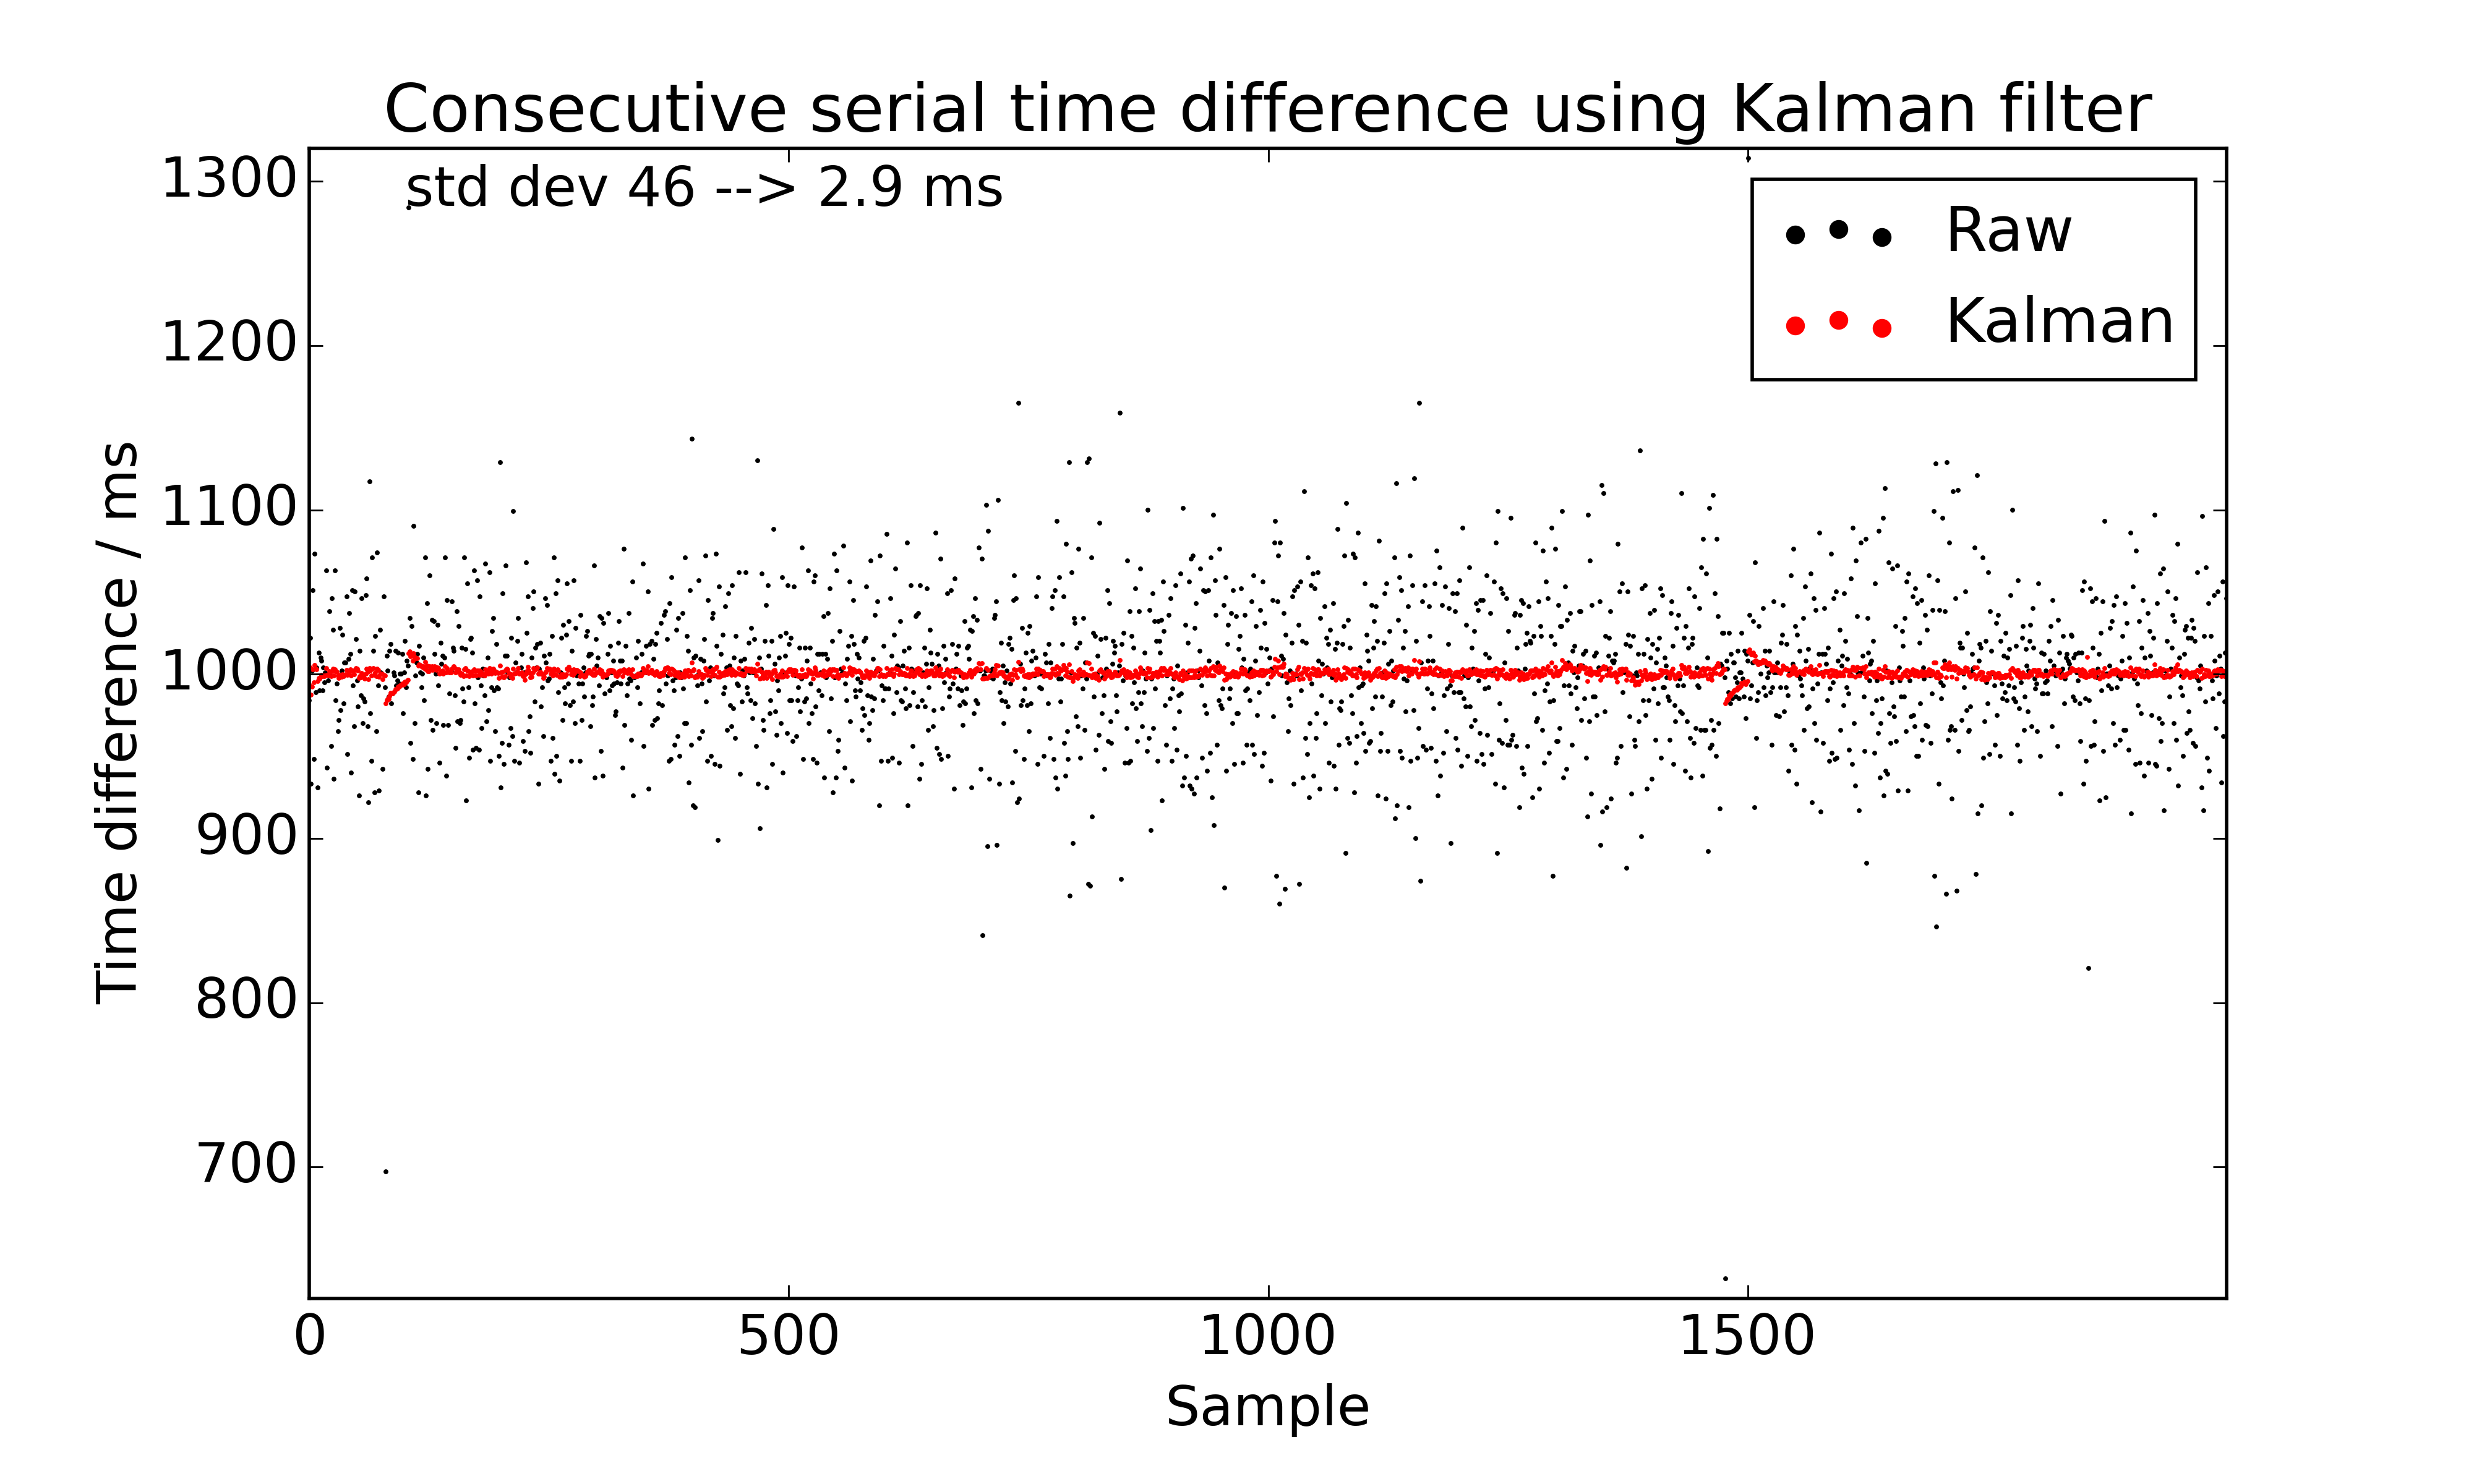 Consecutive serial time difference using Kalman filter
std dev 46 --> 2.9 ms
Raw
Kalman
1300
1200
1100
1000
900
800
700
Time difference / ms
0 500 1000 1500
Sample